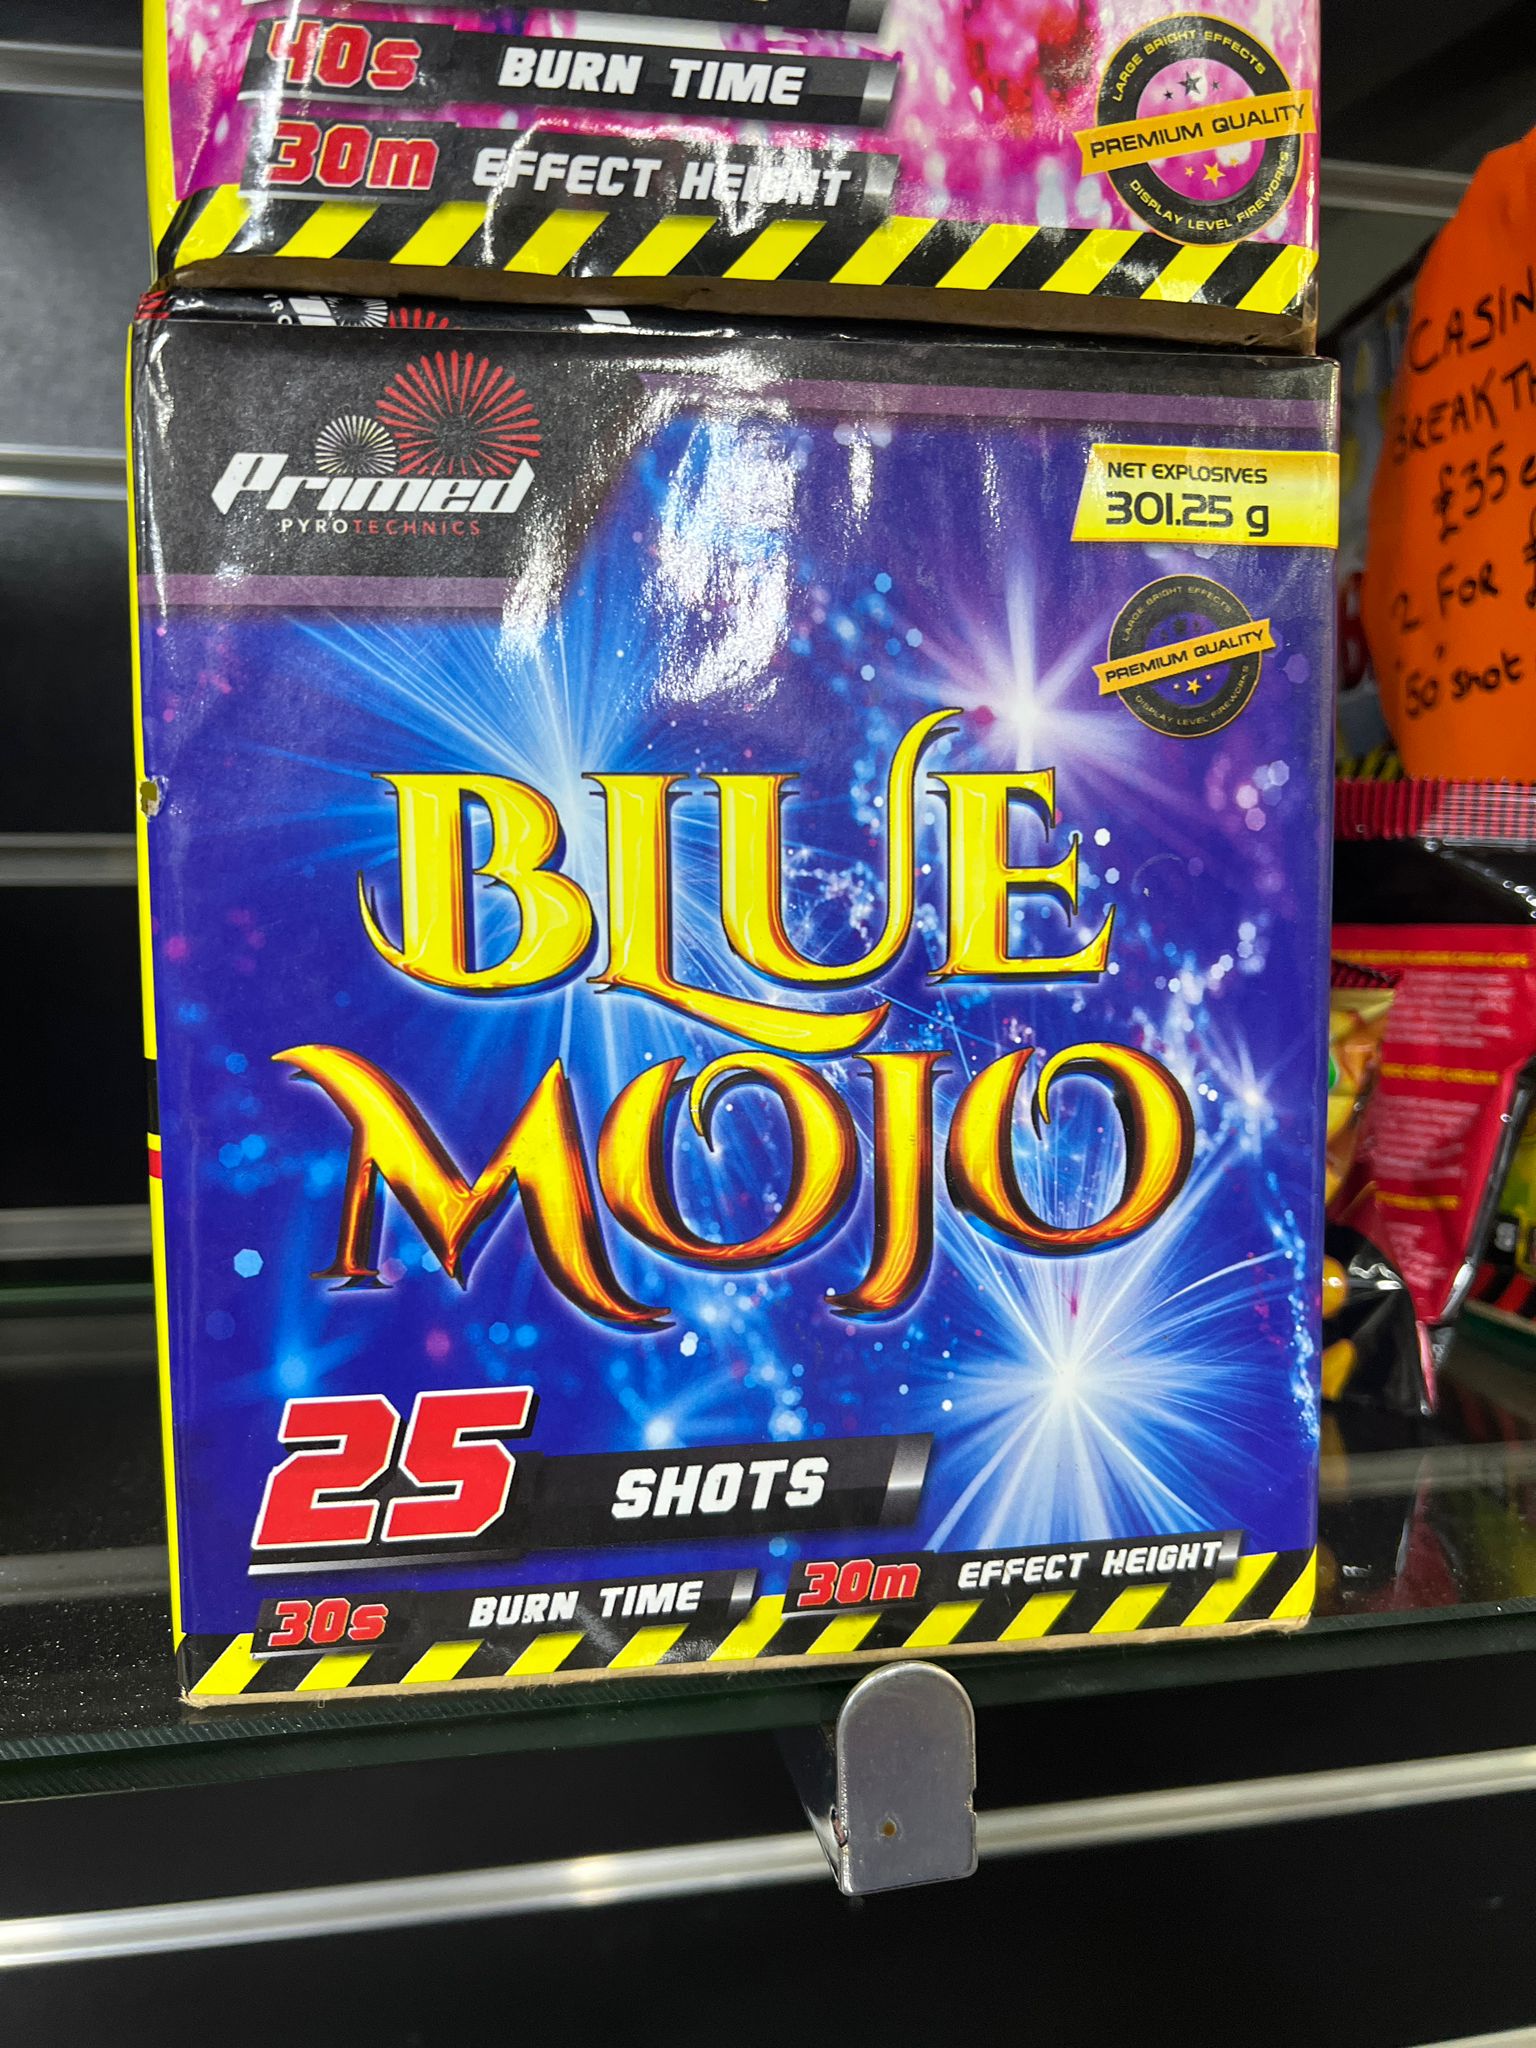 40s BURN TIME
30m EFFECT HEIGHT
LARGE BRIGHT EFFECTS
PREMIUM QUALITY
DISPLAY LEVEL FIREWORKS
Primed
PYROTECHNICS
NET EXPLOSIVES
301.25 g
LARGE BRIGHT EFFECTS
PREMIUM QUALITY
DISPLAY LEVEL FIREWORKS
BLUE
MOJO
25 SHOTS
30s BURN TIME
30m EFFECT HEIGHT
BREAK
£35
2 FOR
50 shot